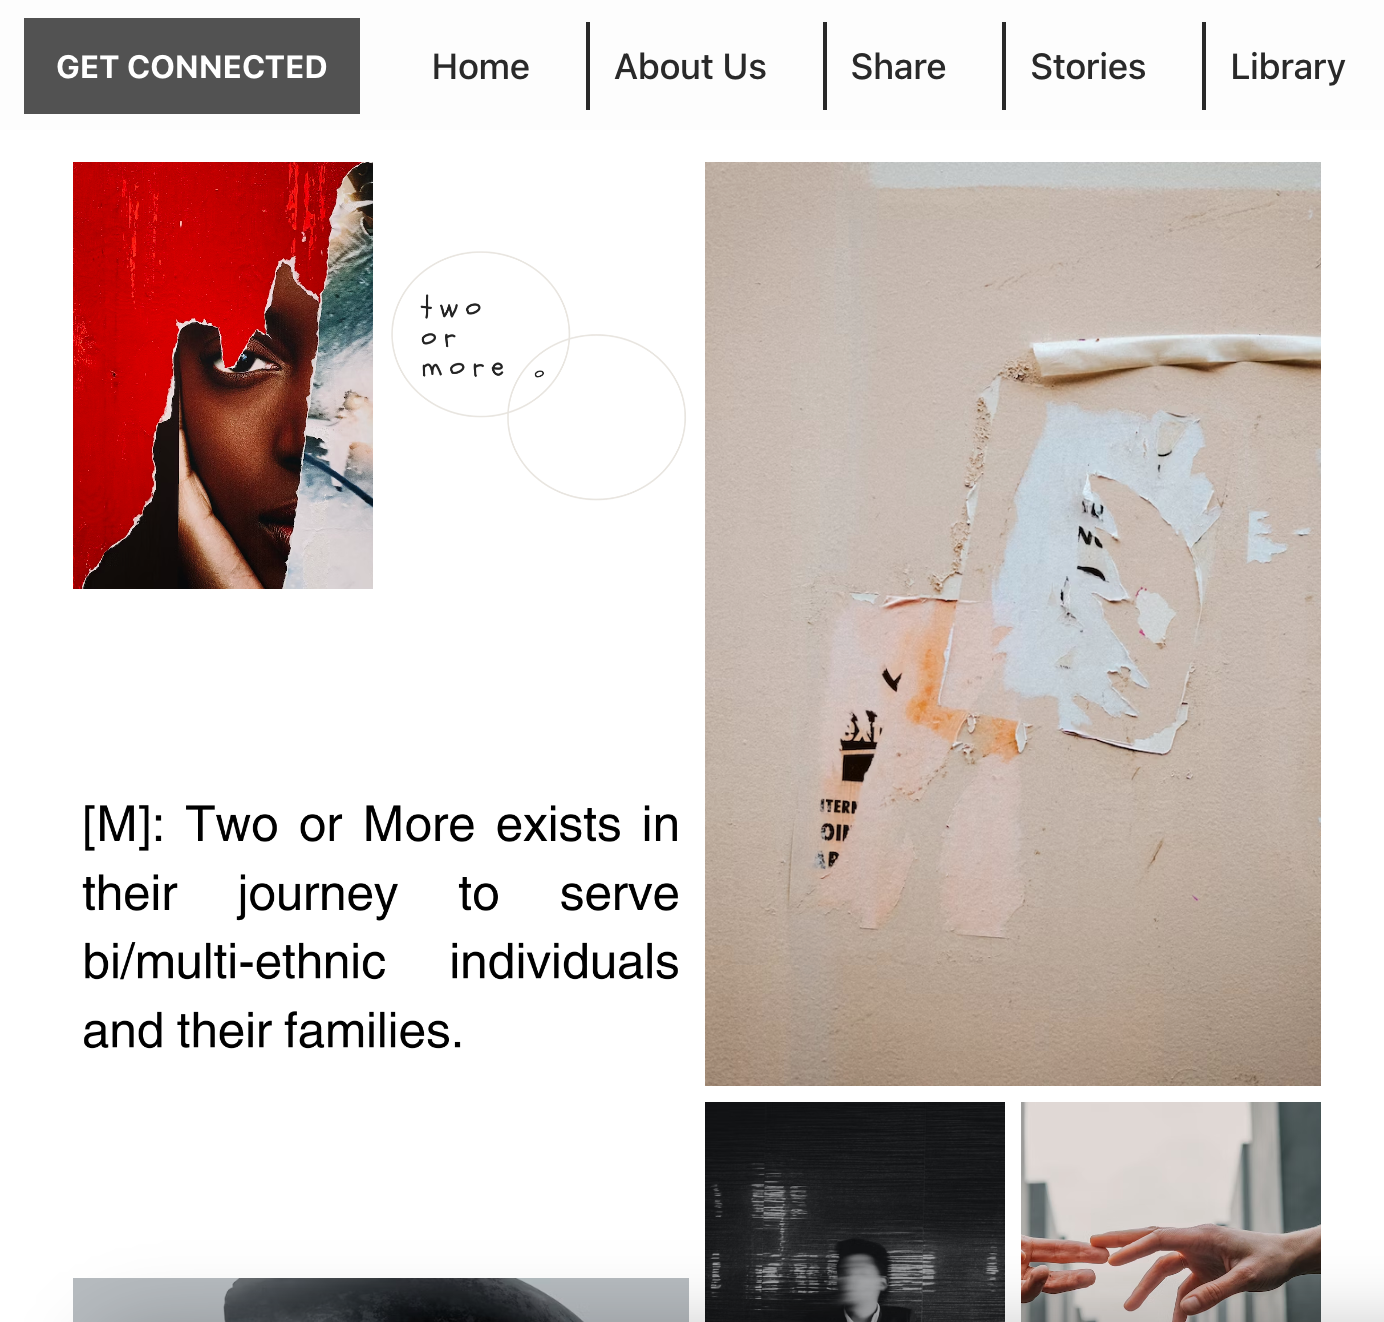 GET CONNECTED
Home
About Us
Share
Stories
Library
two
or
more
[M]: Two or More exists in
their journey to serve
bi/multi-ethnic individuals
and their families.